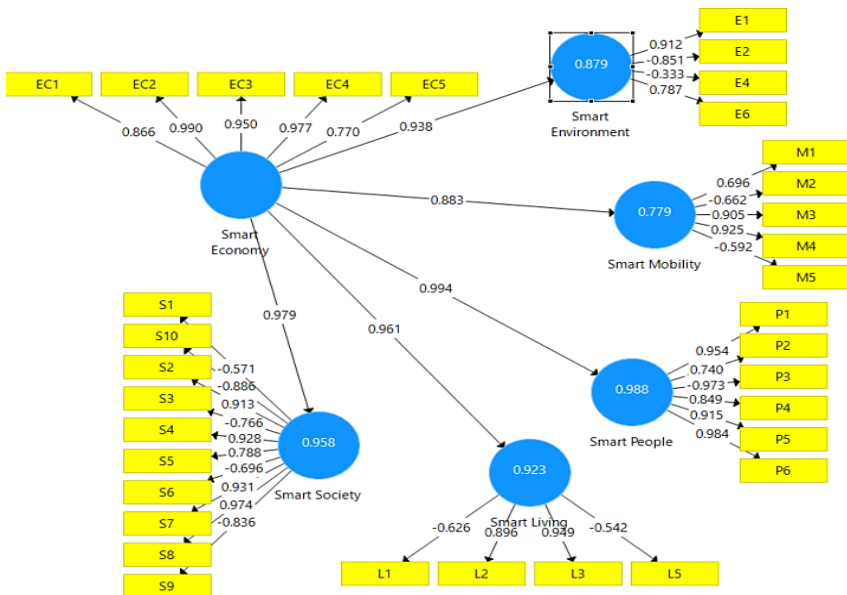 E1
0.912
E2
-0.851
0.879
-0.333
E4
0.787
E6
Smart
Environment
EC1
EC2
EC3
EC4
EC5
0.866
0.990
0.950
0.977
0.770
0.938
Smart
Economy
0.883
M1
0.696
M2
-0.662
0.779
0.905
M3
0.925
M4
-0.592
M5
Smart Mobility
0.994
0.979
0.961
P1
0.954
P2
0.740
0.988
-0.973
P3
0.849
P4
0.915
P5
0.984
P6
Smart People
S1
S10
S2
S3
S4
S5
S6
S7
S8
S9
-0.571
-0.886
0.913
-0.766
0.928
0.788
-0.696
0.931
0.974
-0.836
0.958
Smart Society
0.923
Smart Living
-0.626
0.896
0.949
-0.542
L1
L2
L3
L5